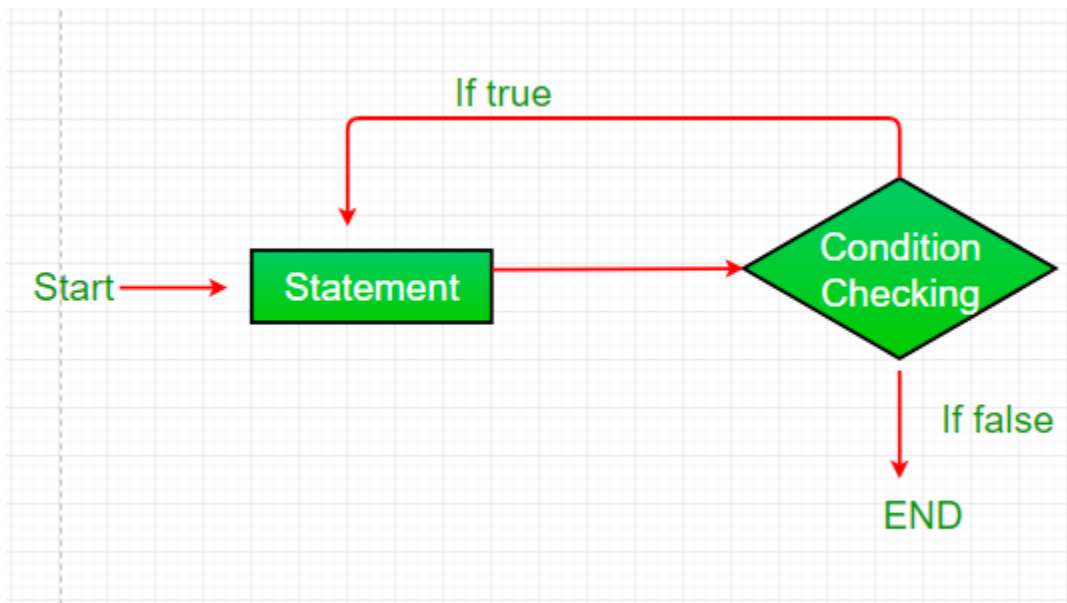 If true
Start
Statement
Condition
Checking
If false
END